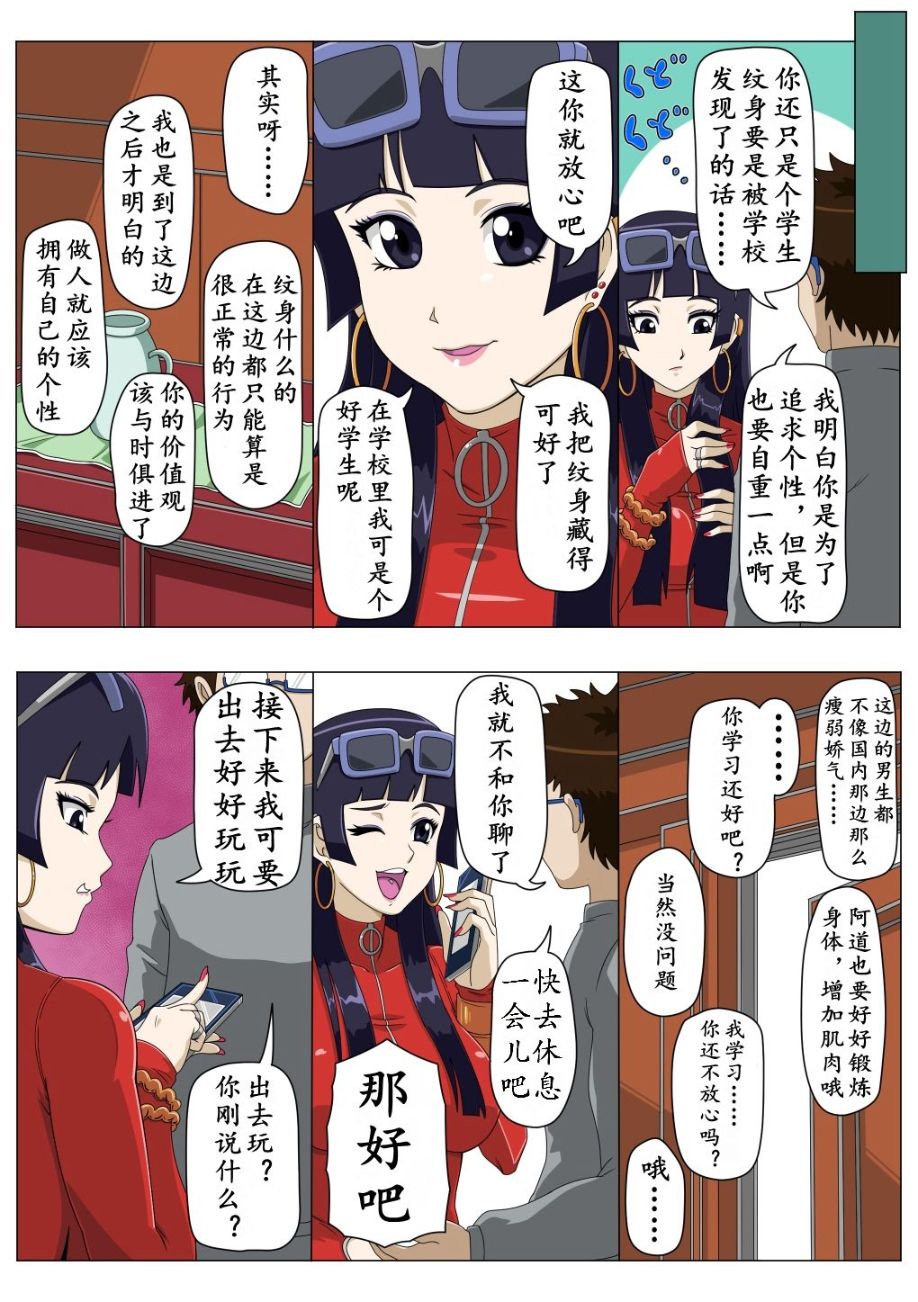 你还只是个学生
纹身要是被学校
发现了的话……
くど゛
くど゛…
我明白你是为了
追求个性，但是你
也要自重一点啊
这你就放心吧
我把纹身藏得
可好了
在学校里我可是个
好学生呢
其实呀……
我也是到了这边
之后才明白的
纹身什么的
在这边都只能算是
很正常的行为
做人就应该
拥有自己的个性
你的价值观
该与时俱进了
这边的男生都
不像国内那边那么
瘦弱娇气……
阿道也要好好锻炼
身体，增加肌肉哦
……
你学习还好吧？
当然没问题
我学习……
你还不放心吗？
哦……
我就不和你聊了
快去休息
一会儿吧
那好吧
接下来我可要
出去好好玩玩
出去玩？
你刚说什么？